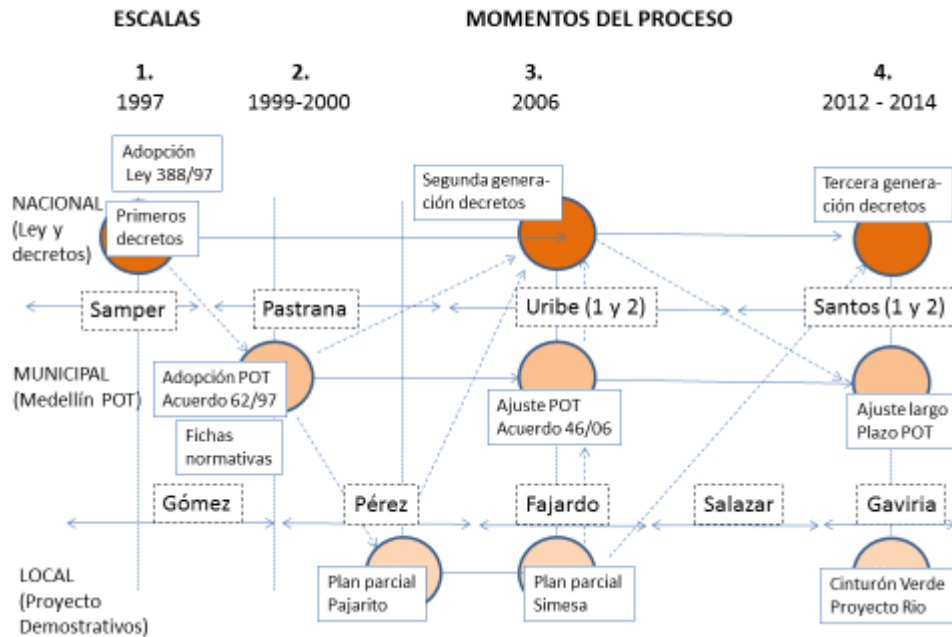 ESCALAS
MOMENTOS DEL PROCESO
1.
2.
3.
4.
1997
1999-2000
2006
2012 - 2014
Adopción
Ley 388/97
NACIONAL
(Ley y
decretos)
Primeros
decretos
Segunda genera-
ción decretos
Tercera genera-
ción decretos
Samper
Pastrana
Uribe (1 y 2)
Santos (1 y 2)
MUNICIPAL
(Medellín POT)
Adopción POT
Acuerdo 62/97
Fichas
normativas
Ajuste POT
Acuerdo 46/06
Ajuste largo
Plazo POT
Gómez
Pérez
Fajardo
Salazar
Gaviria
LOCAL
(Proyecto
Demostrativos)
Plan parcial
Pajarito
Plan parcial
Simesa
Cinturón Verde
Proyecto Rio